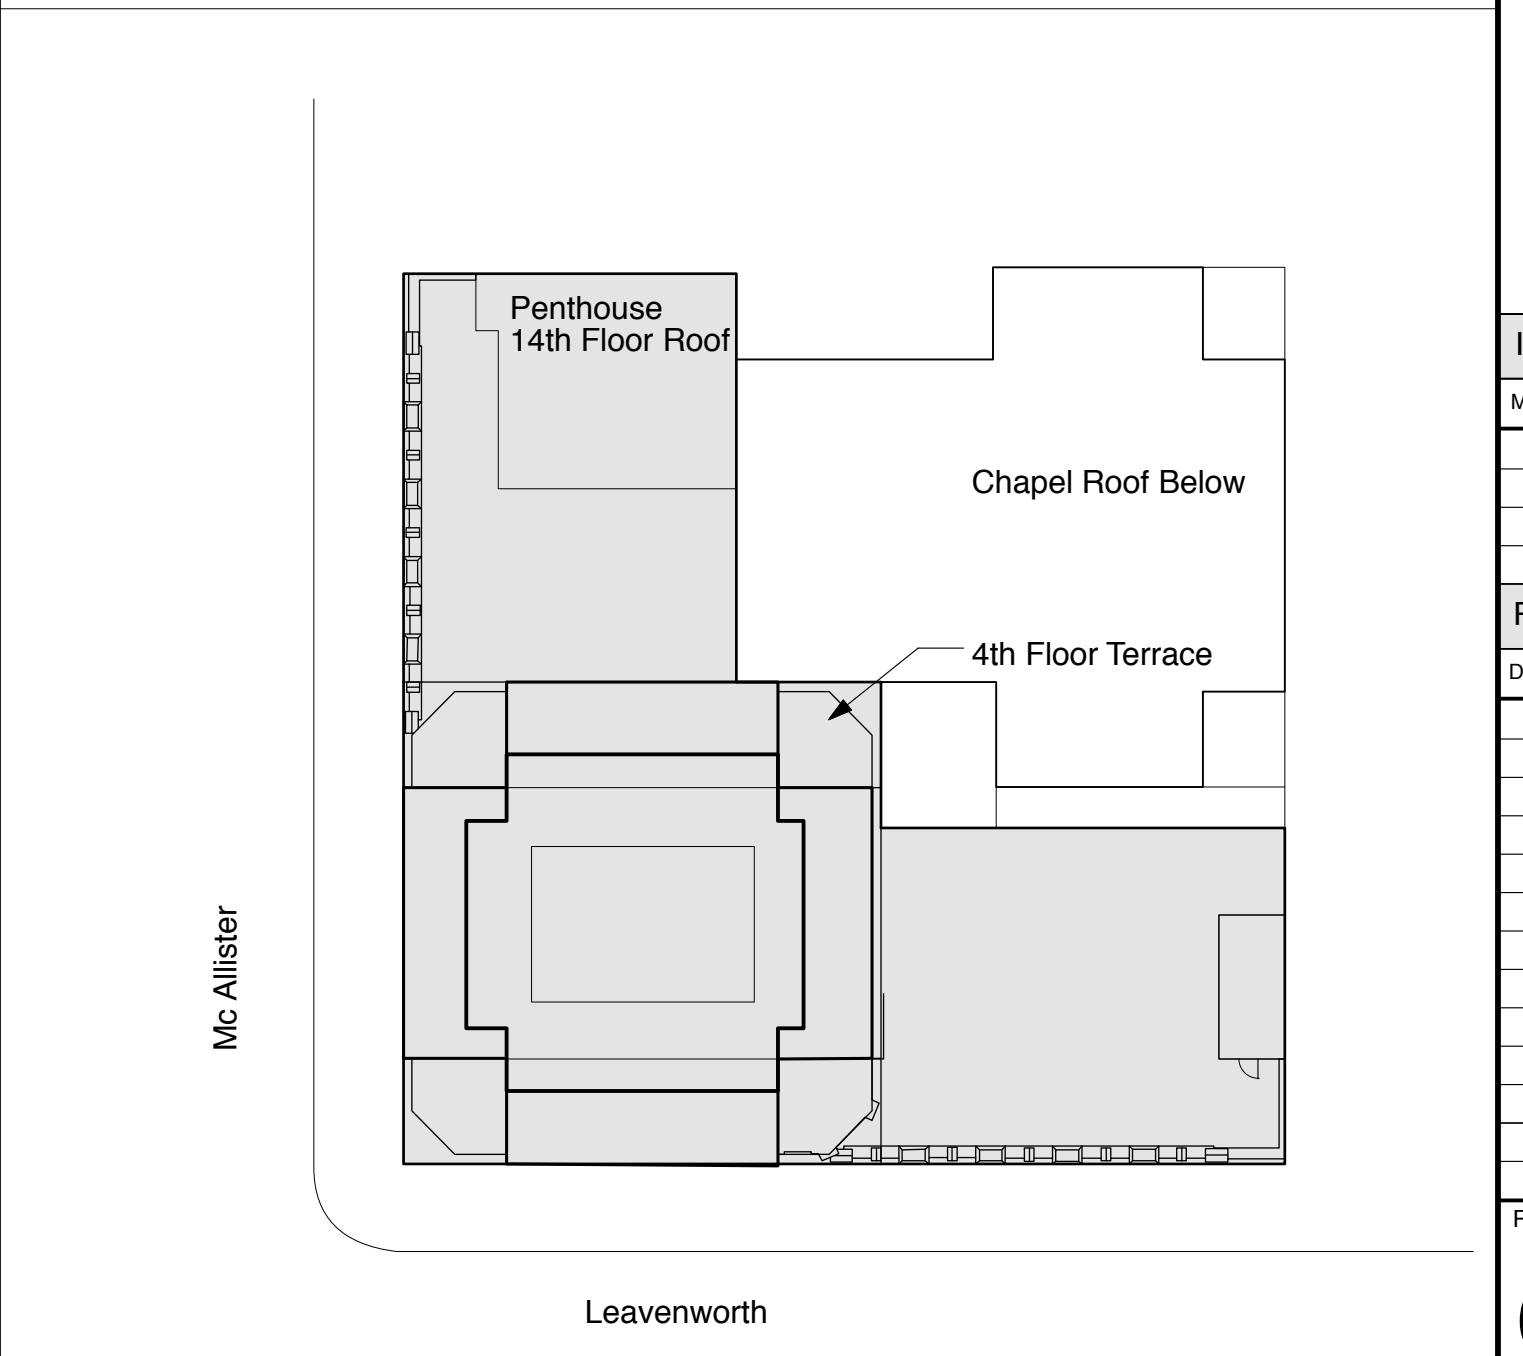 Penthouse
14th Floor Roof
Chapel Roof Below
4th Floor Terrace
Mc Allister
Leavenworth